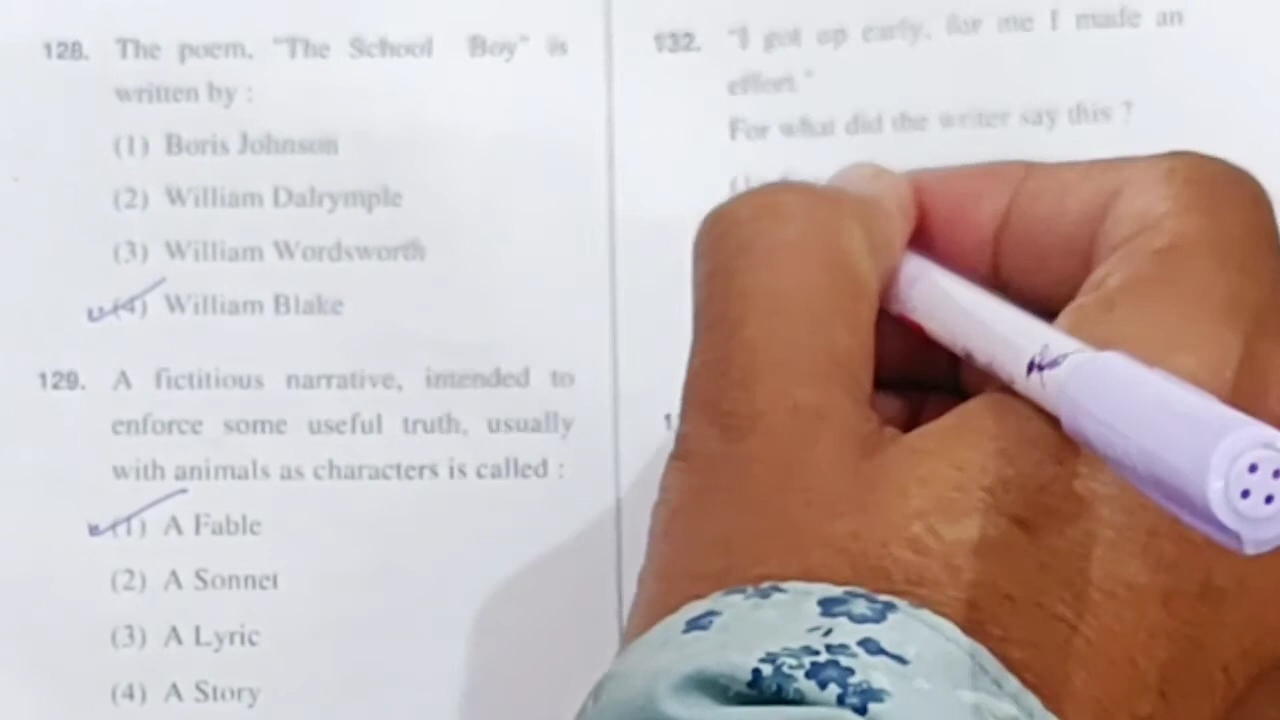 128. The poem, "The School Boy" is
written by :
(1) Boris Johnson
(2) William Dalrymple
(3) William Wordsworth
(4) William Blake
129. A fictitious narrative, intended to
enforce some useful truth, usually
with animals as characters is called :
(1) A Fable
(2) A Sonnet
(3) A Lyric
(4) A Story
132. "I got up early, for me I made an
effort."
For what did the writer say this ?